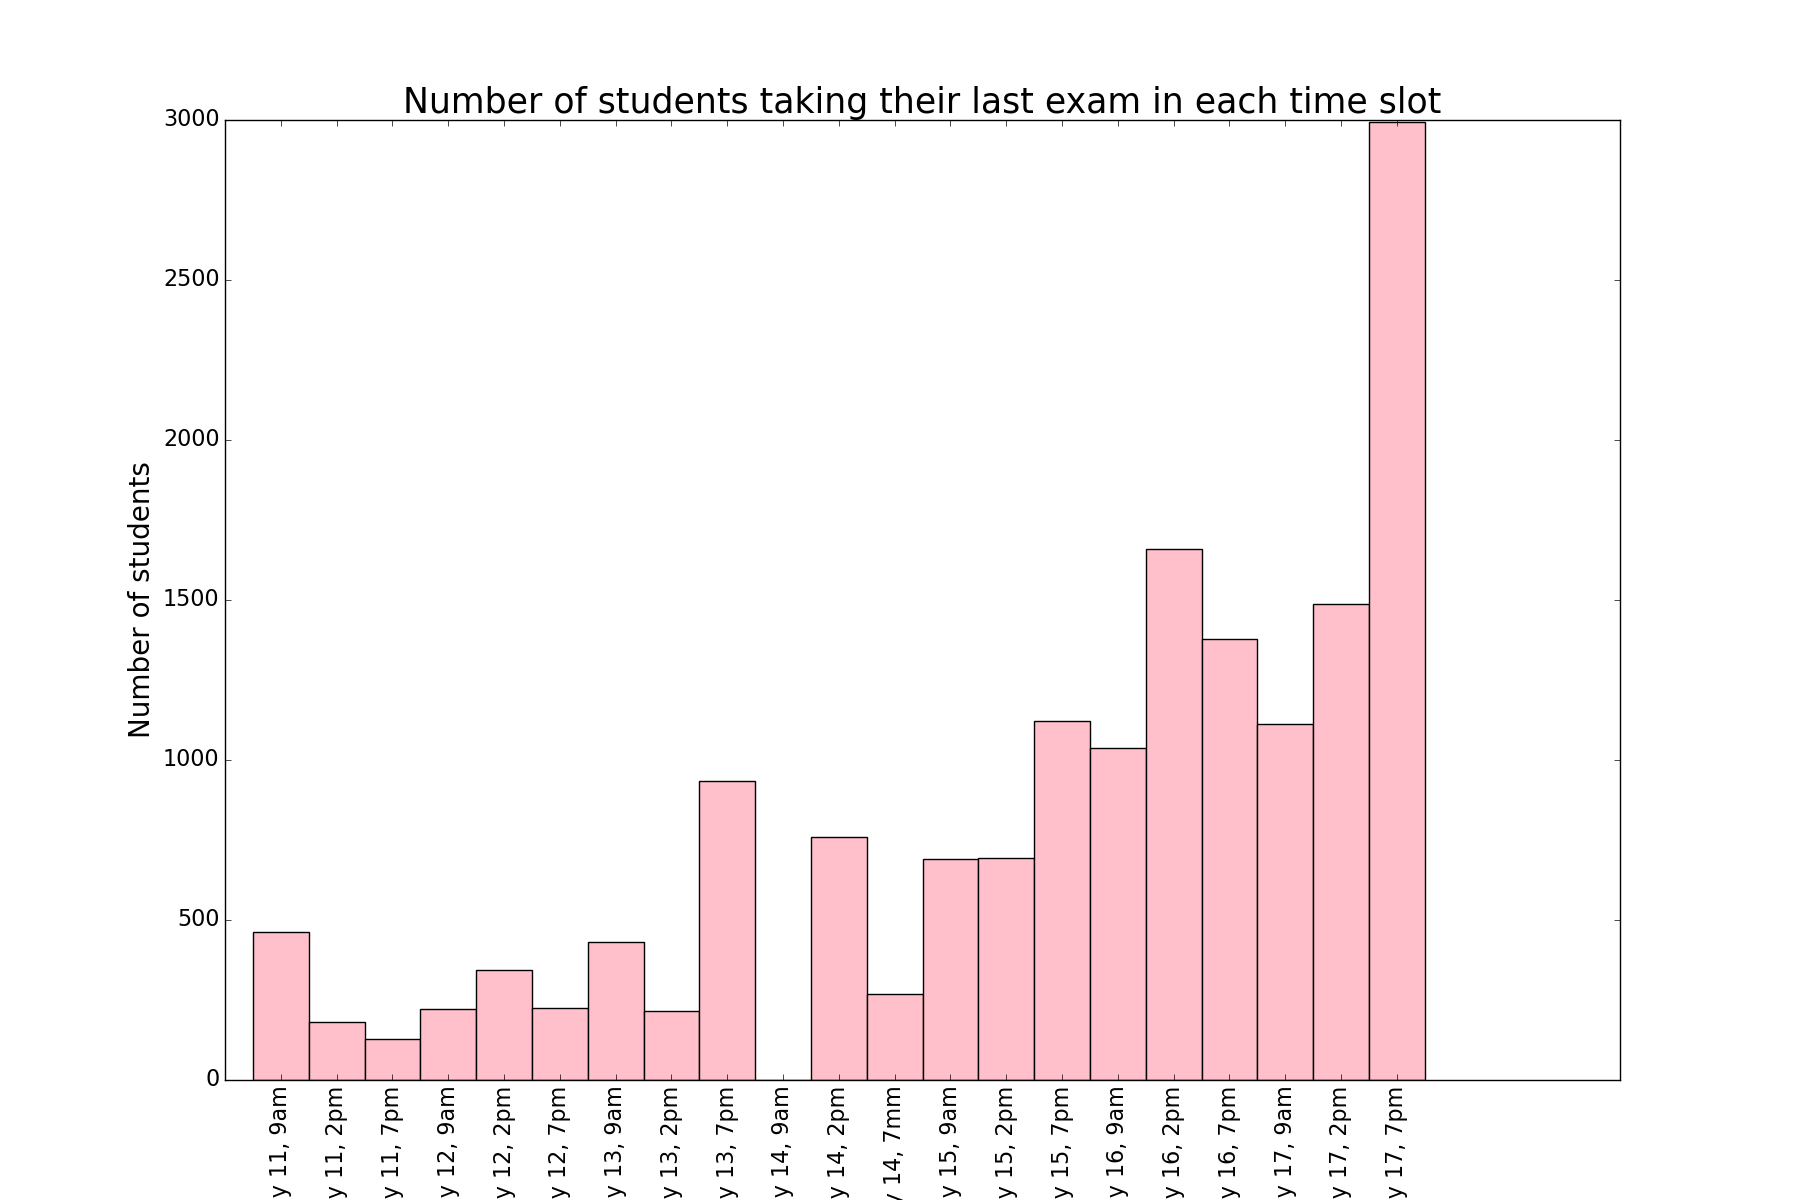 Number of students taking their last exam in each time slot
Number of students
3000
2500
2000
1500
1000
500
0
y 11, 9am
y 11, 2pm
y 11, 7pm
y 12, 9am
y 12, 2pm
y 12, 7pm
y 13, 9am
y 13, 2pm
y 13, 7pm
y 14, 9am
y 14, 2pm
y 14, 7mm
y 15, 9am
y 15, 2pm
y 15, 7pm
y 16, 9am
y 16, 2pm
y 16, 7pm
y 17, 9am
y 17, 2pm
y 17, 7pm